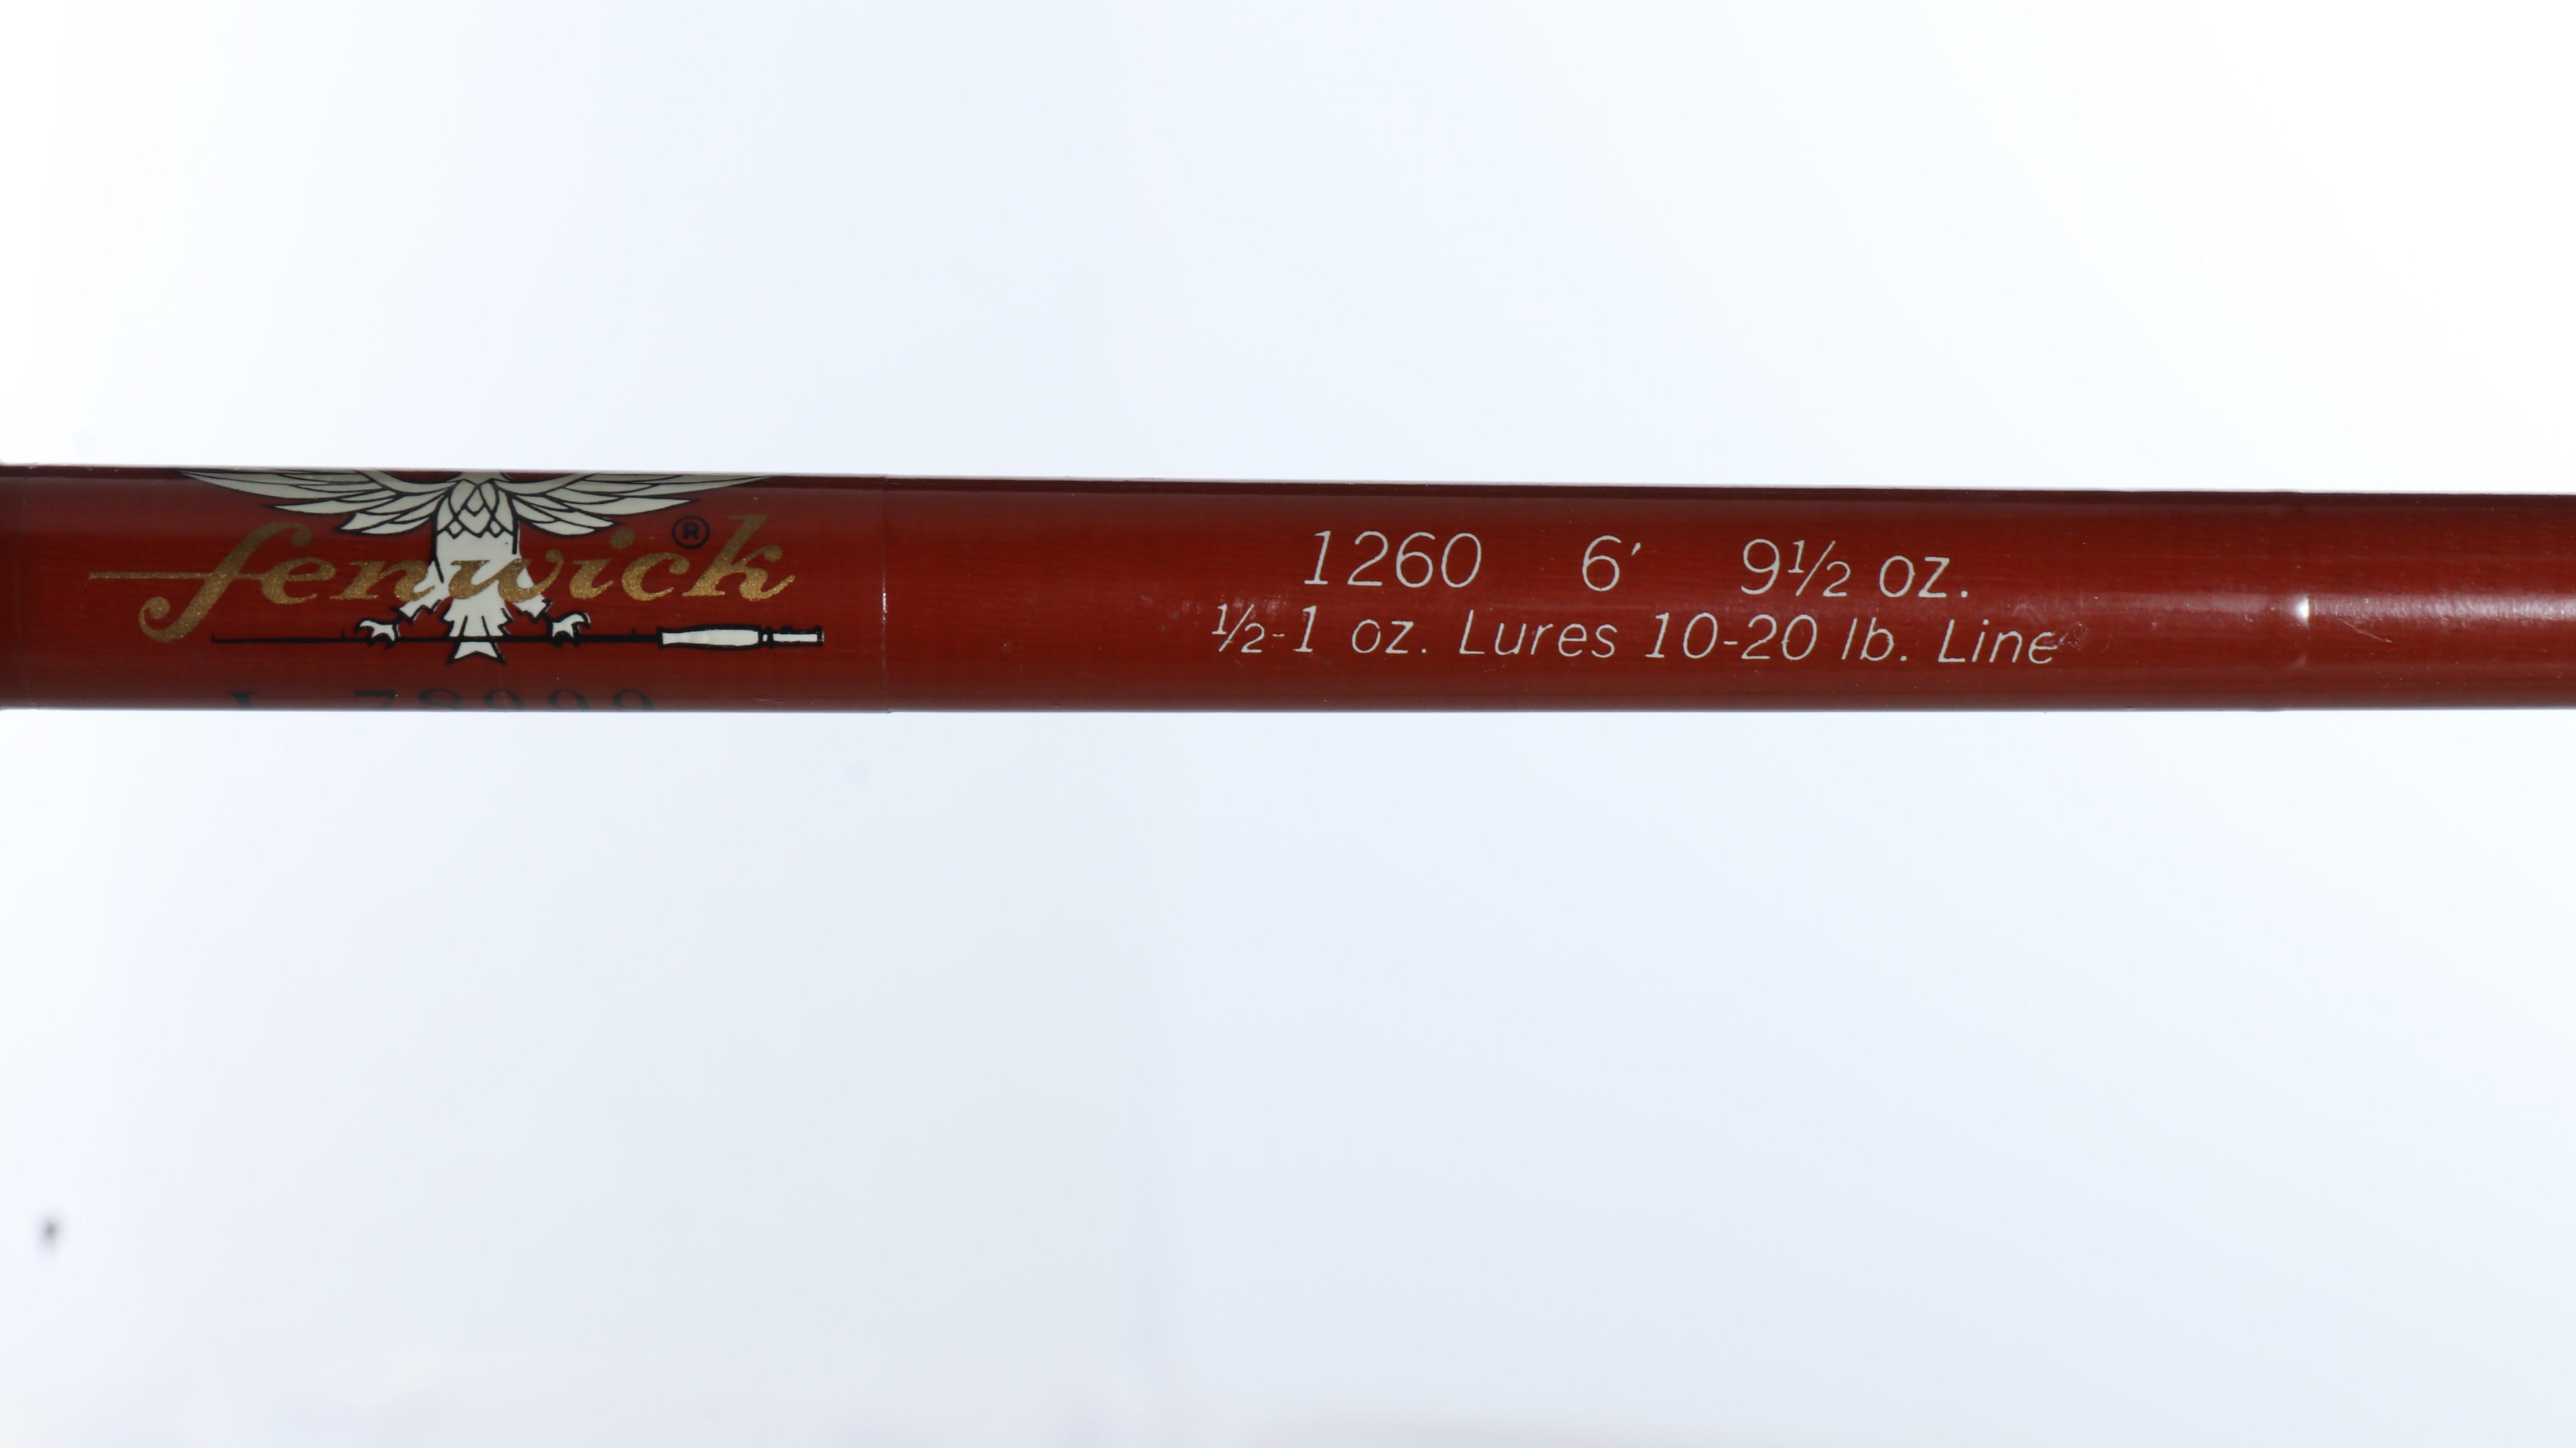 fenwick®
1260 6' 9½ oz.
½-1 oz. Lures 10-20 lb. Line